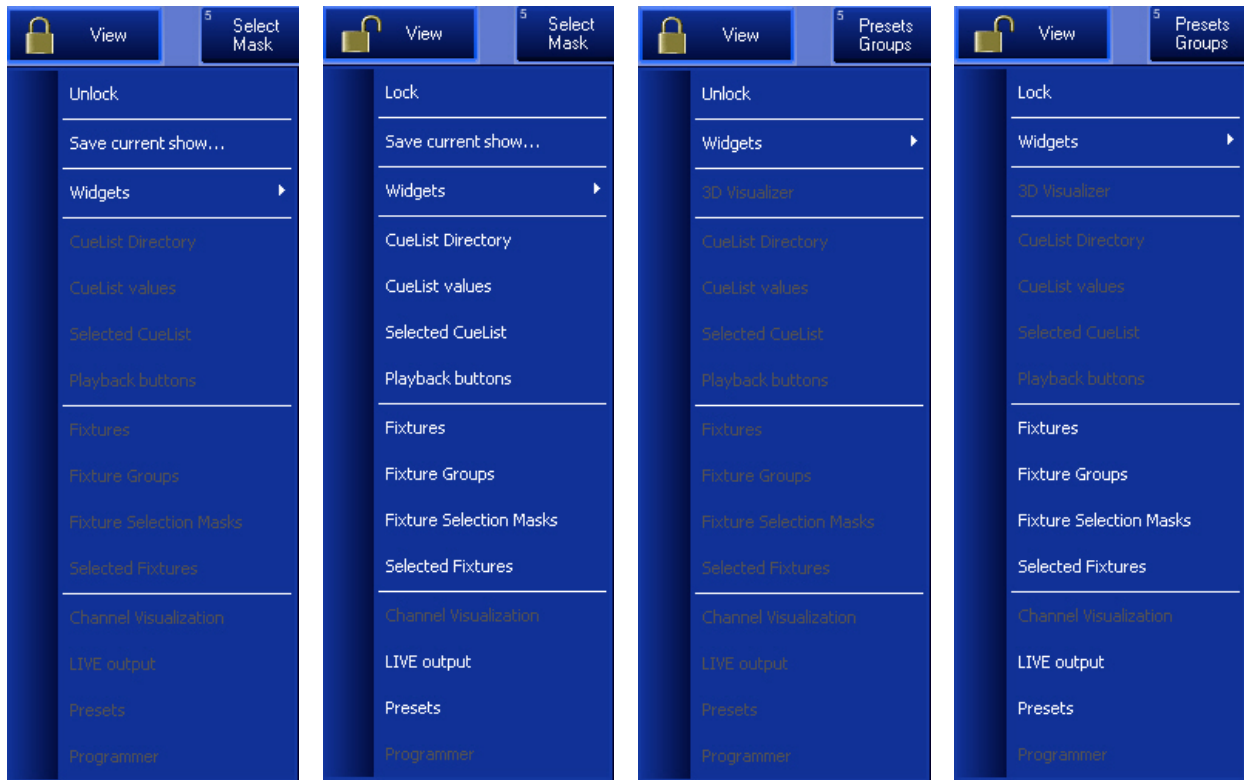 View
5
Select
Mask
Unlock
Save current show...
Widgets
CueList Directory
CueList values
Selected CueList
Playback buttons
Fixtures
Fixture Groups
Fixture Selection Masks
Selected Fixtures
Channel Visualization
LIVE output
Presets
Programmer
View
5
Select
Mask
Lock
Save current show...
Widgets
CueList Directory
CueList values
Selected CueList
Playback buttons
Fixtures
Fixture Groups
Fixture Selection Masks
Selected Fixtures
Channel Visualization
LIVE output
Presets
Programmer
View
5
Presets
Groups
Unlock
Widgets
3D Visualizer
CueList Directory
CueList values
Selected CueList
Playback buttons
Fixtures
Fixture Groups
Fixture Selection Masks
Selected Fixtures
Channel Visualization
LIVE output
Presets
Programmer
View
5
Presets
Groups
Lock
Widgets
3D Visualizer
CueList Directory
CueList values
Selected CueList
Playback buttons
Fixtures
Fixture Groups
Fixture Selection Masks
Selected Fixtures
Channel Visualization
LIVE output
Presets
Programmer